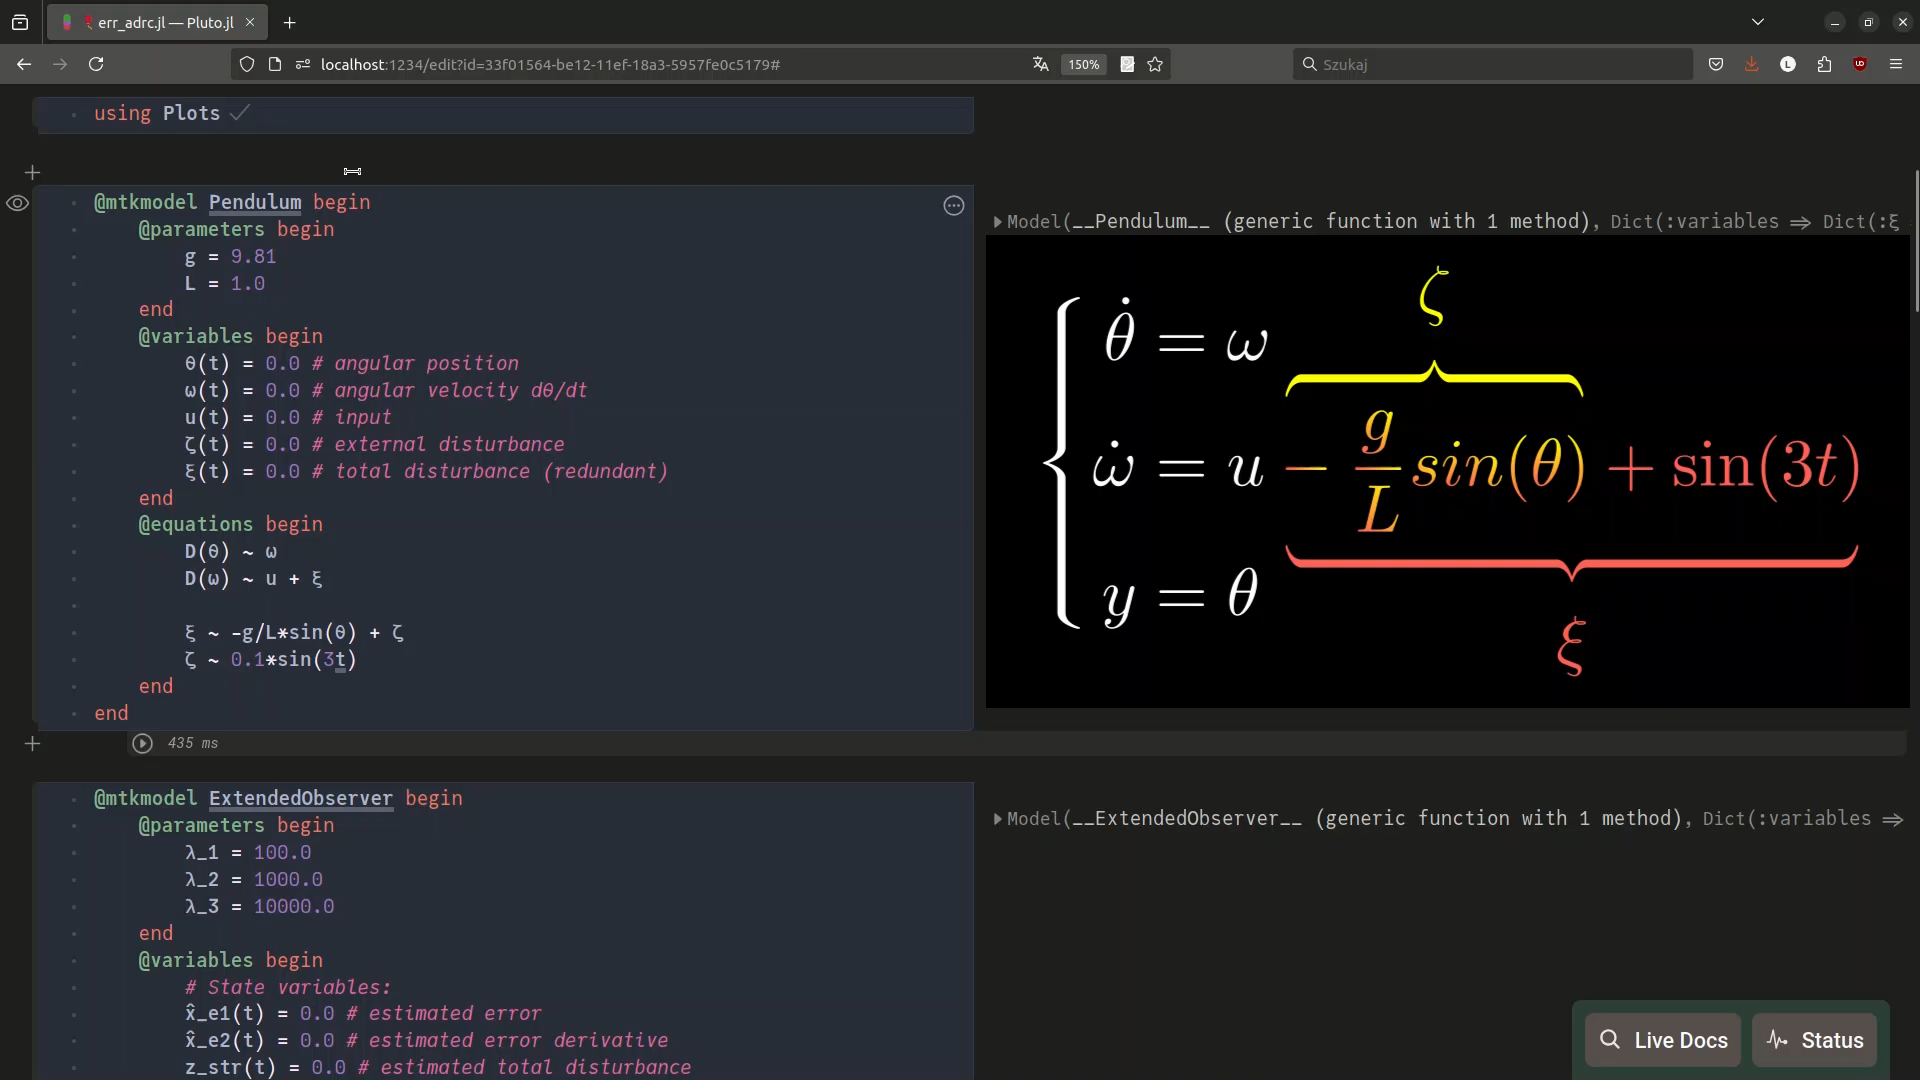 err_adrc.jl — Pluto.jl
localhost:1234/edit?id=33f01564-be12-11ef-18a3-5957fe0c5179#
150%
Szukaj
using Plots
@mtkmodel Pendulum begin
@parameters begin
g = 9.81
L = 1.0
end
@variables begin
θ(t) = 0.0 # angular position
ω(t) = 0.0 # angular velocity dθ/dt
u(t) = 0.0 # input
ζ(t) = 0.0 # external disturbance
ξ(t) = 0.0 # total disturbance (redundant)
end
@equations begin
D(θ) ~ ω
D(ω) ~ u + ξ
ξ ~ -g/L*sin(θ) + ζ
ζ ~ 0.1*sin(3t)
end
end
435 ms
Model(__Pendulum__ (generic function with 1 method), Dict(:variables ⇒ Dict(:ξ
ζ
θ̇ = ω
ω̇ = u − g/L sin(θ) + sin(3t)
y = θ
ξ
@mtkmodel ExtendedObserver begin
@parameters begin
λ_1 = 100.0
λ_2 = 1000.0
λ_3 = 10000.0
end
@variables begin
# State variables:
x̂_e1(t) = 0.0 # estimated error
x̂_e2(t) = 0.0 # estimated error derivative
z_str(t) = 0.0 # estimated total disturbance
Model(__ExtendedObserver__ (generic function with 1 method), Dict(:variables ⇒
Live Docs
Status